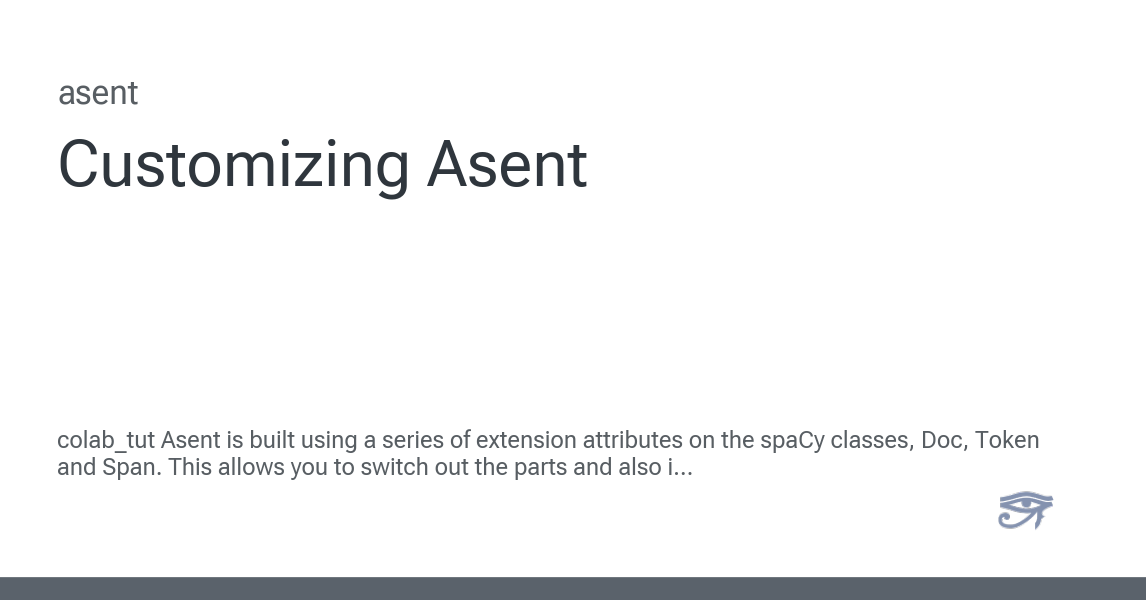 asent
Customizing Asent
colab_tut Asent is built using a series of extension attributes on the spaCy classes, Doc, Token
and Span. This allows you to switch out the parts and also i...